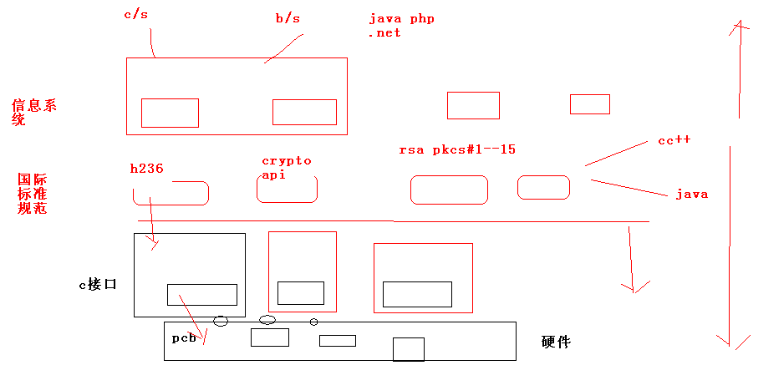 c/s
b/s
java php
.net
信息系
统
rsa pkcs#1--15
cc++
crypto
api
h236
国际
标准
规范
java
c接口
pcb
硬件